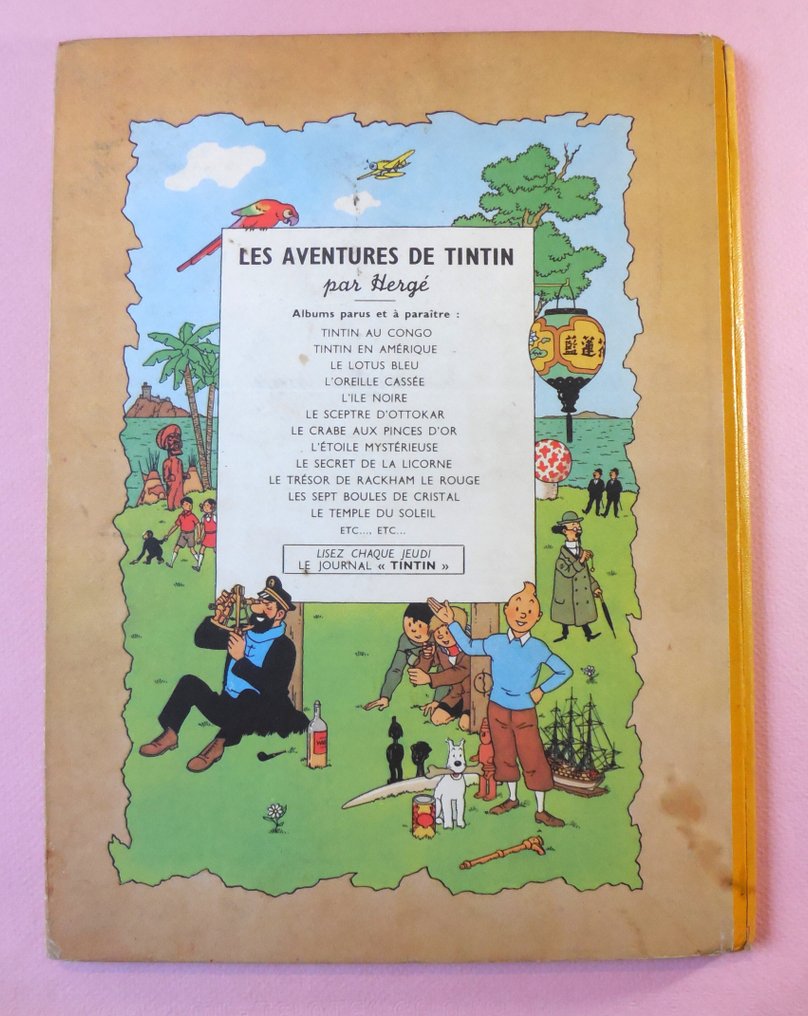 LES AVENTURES DE TINTIN
par Hergé
Albums parus et à paraître :
TINTIN AU CONGO
TINTIN EN AMÉRIQUE
LE LOTUS BLEU
L'OREILLE CASSÉE
L'ILE NOIRE
LE SCEPTRE D'OTTOKAR
LE CRABE AUX PINCES D'OR
L'ÉTOILE MYSTÉRIEUSE
LE SECRET DE LA LICORNE
LE TRÉSOR DE RACKHAM LE ROUGE
LES SEPT BOULES DE CRISTAL
LE TEMPLE DU SOLEIL
ETC..., ETC...
LISEZ CHAQUE JEUDI
LE JOURNAL « TINTIN »
藍蓮花